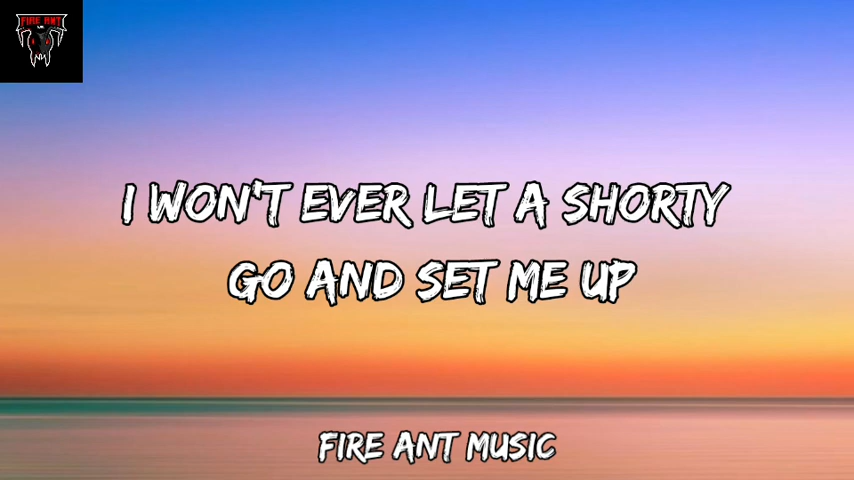 FIRE ANT
I WON'T EVER LET A SHORTY
GO AND SET ME UP
FIRE ANT MUSIC